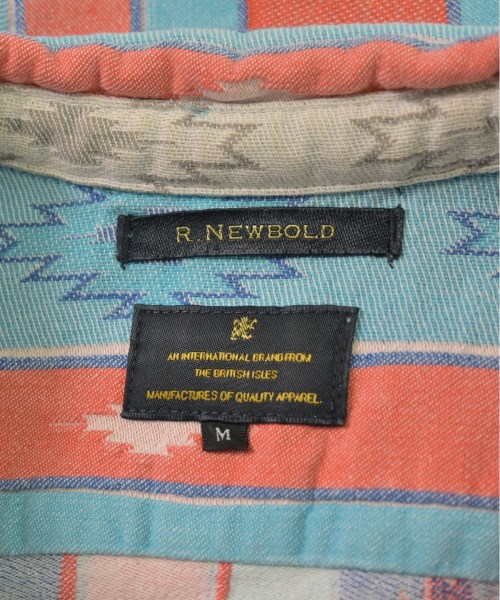 R. NEWBOLD
AN INTERNATIONAL BRAND FROM
THE BRITISH ISLES
MANUFACTURES OF QUALITY APPAREL.
M